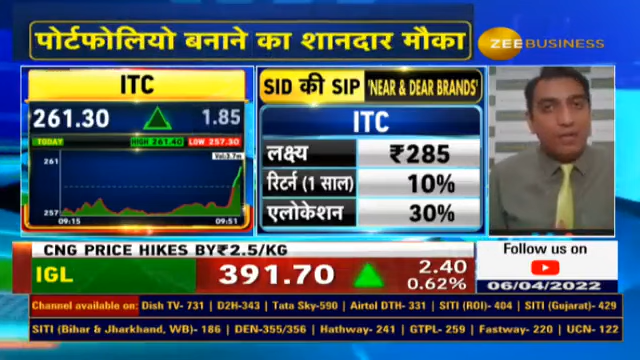 पोर्टफोलियो बनाने का शानदार मौका
ZEE BUSINESS
ITC
261.30 1.85
TODAY HIGH 261.40 LOW 257.30
Vol:3.7m
261
257
09:15 09:51
SID की SIP 'NEAR & DEAR BRANDS'
ITC
लक्ष्य ₹285
रिटर्न (1 साल) 10%
एलोकेशन 30%
CNG PRICE HIKES BY ₹2.5/KG
IGL 391.70 2.40
0.62%
Follow us on
06/04/2022
Channel available on: Dish TV- 731 | D2H-343 | Tata Sky-590 | Airtel DTH- 331 | SITI (ROI)- 404 | SITI (Gujarat)- 429
SITI (Bihar & Jharkhand, WB)- 186 | DEN-355/356 | Hathway- 241 | GTPL- 259 | Fastway- 220 | UCN- 122